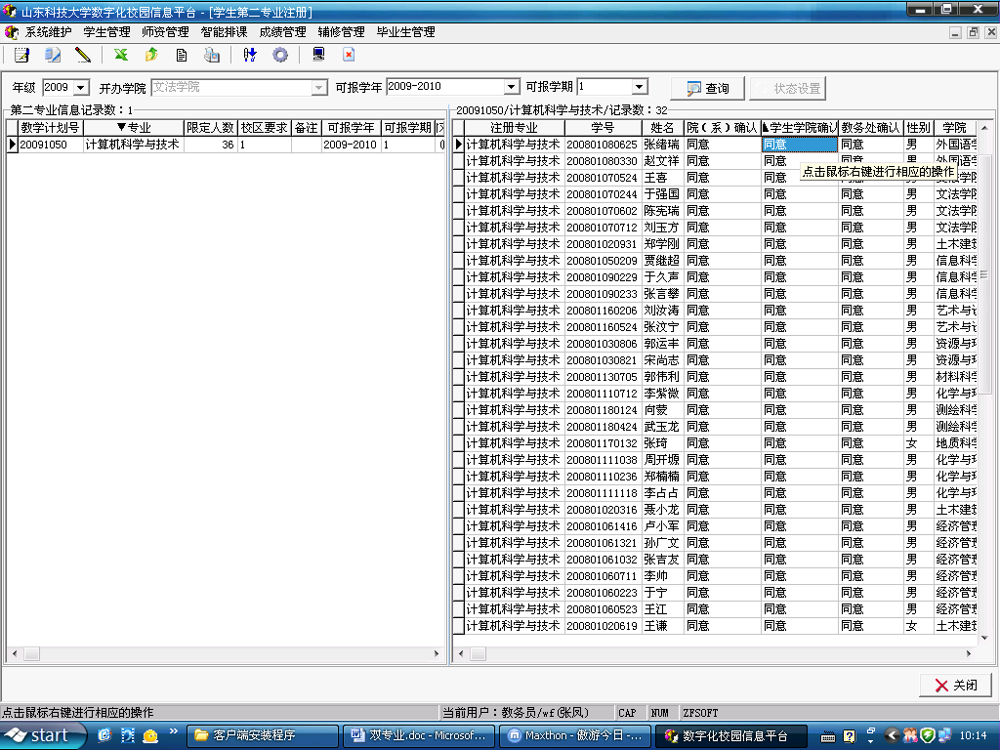 山东科技大学数字化校园信息平台 - [学生第二专业注册]
系统维护 学生管理 师资管理 智能排课 成绩管理 辅修管理 毕业生管理
年级 2009 开办学院 文法学院 可报学年 2009-2010 可报学期 1 查询 状态设置
第二专业信息记录数：1
教学计划号 ▼专业 限定人数 校区要求 备注 可报学年 可报学期
20091050 计算机科学与技术 36 1 2009-2010 1
20091050/计算机科学与技术/记录数：32
注册专业 学号 姓名 院(系)确认 学生学院确认 教务处确认 性别 学院
计算机科学与技术 200801080625 张绪瑞 同意 同意 同意 男 外国语学
计算机科学与技术 200801080330 赵文祥 同意 同意 同意 男 外国语学
点击鼠标右键进行相应的操作
计算机科学与技术 200801070524 王喜 同意 同意 同意 男 文法学院
计算机科学与技术 200801070244 于强国 同意 同意 同意 男 文法学院
计算机科学与技术 200801070602 陈宪瑞 同意 同意 同意 男 文法学院
计算机科学与技术 200801070712 刘玉方 同意 同意 同意 男 文法学院
计算机科学与技术 200801020931 郑学刚 同意 同意 同意 男 土木建筑
计算机科学与技术 200801050209 贾继超 同意 同意 同意 男 信息科学
计算机科学与技术 200801090229 于久声 同意 同意 同意 男 信息科学
计算机科学与技术 200801090233 张言攀 同意 同意 同意 男 信息科学
计算机科学与技术 200801160206 刘汝涛 同意 同意 同意 男 艺术与设
计算机科学与技术 200801160524 张汶宁 同意 同意 同意 男 艺术与设
计算机科学与技术 200801030806 郭运丰 同意 同意 同意 男 资源与环
计算机科学与技术 200801030821 宋尚志 同意 同意 同意 男 资源与环
计算机科学与技术 200801130705 郭伟利 同意 同意 同意 男 材料科学
计算机科学与技术 200801110712 李紫微 同意 同意 同意 男 化学与环
计算机科学与技术 200801180124 向蒙 同意 同意 同意 男 测绘科学
计算机科学与技术 200801180424 武玉龙 同意 同意 同意 男 测绘科学
计算机科学与技术 200801170132 张琦 同意 同意 同意 女 地质科学
计算机科学与技术 200801111038 周开塬 同意 同意 同意 男 化学与环
计算机科学与技术 200801110236 郑楠楠 同意 同意 同意 男 化学与环
计算机科学与技术 200801111118 李占占 同意 同意 同意 男 化学与环
计算机科学与技术 200801020316 聂小龙 同意 同意 同意 男 土木建筑
计算机科学与技术 200801061416 卢小军 同意 同意 同意 男 经济管理
计算机科学与技术 200801061321 孙广文 同意 同意 同意 男 经济管理
计算机科学与技术 200801061032 张吉友 同意 同意 同意 男 经济管理
计算机科学与技术 200801060711 李帅 同意 同意 同意 男 经济管理
计算机科学与技术 200801060223 于宁 同意 同意 同意 男 经济管理
计算机科学与技术 200801060523 王江 同意 同意 同意 男 经济管理
计算机科学与技术 200801020619 王谦 同意 同意 同意 女 土木建筑
关闭
点击鼠标右键进行相应的操作 当前用户：教务员/wf(张凤) CAP NUM ZFSOFT
start 客户端安装程序 双专业.doc - Microsof... Maxthon - 傲游今日 -... 数字化校园信息平台 10:14